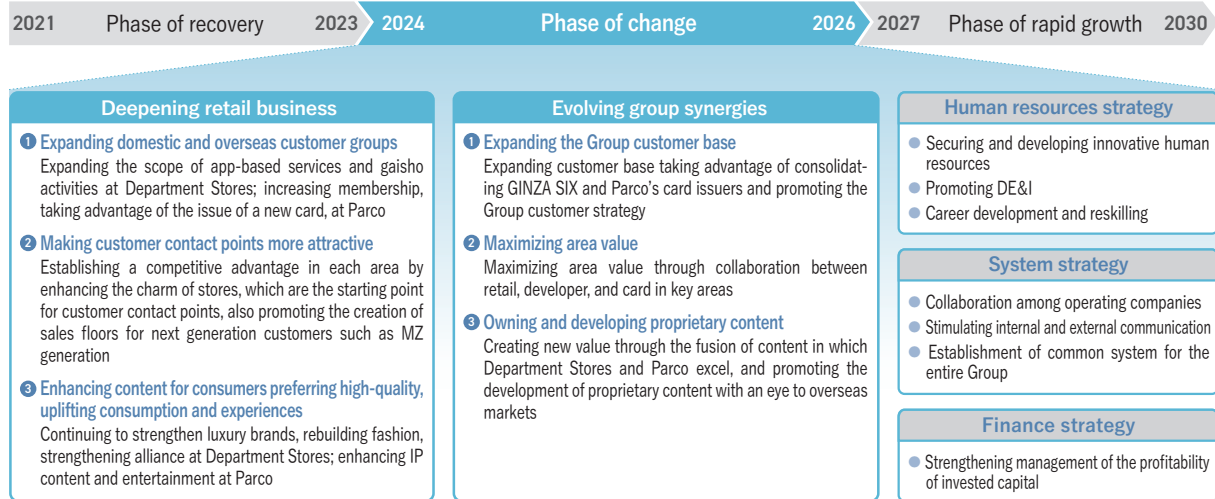 2021 Phase of recovery 2023 2024 Phase of change 2026 2027 Phase of rapid growth 2030
Deepening retail business
1 Expanding domestic and overseas customer groups
Expanding the scope of app-based services and gaisho
activities at Department Stores; increasing membership,
taking advantage of the issue of a new card, at Parco
2 Making customer contact points more attractive
Establishing a competitive advantage in each area by
enhancing the charm of stores, which are the starting point
for customer contact points, also promoting the creation of
sales floors for next generation customers such as MZ
generation
3 Enhancing content for consumers preferring high-quality,
uplifting consumption and experiences
Continuing to strengthen luxury brands, rebuilding fashion,
strengthening alliance at Department Stores; enhancing IP
content and entertainment at Parco
Evolving group synergies
1 Expanding the Group customer base
Expanding customer base taking advantage of consolidat-
ing GINZA SIX and Parco's card issuers and promoting the
Group customer strategy
2 Maximizing area value
Maximizing area value through collaboration between
retail, developer, and card in key areas
3 Owning and developing proprietary content
Creating new value through the fusion of content in which
Department Stores and Parco excel, and promoting the
development of proprietary content with an eye to overseas
markets
Human resources strategy
● Securing and developing innovative human
resources
● Promoting DE&I
● Career development and reskilling
System strategy
● Collaboration among operating companies
● Stimulating internal and external communication
● Establishment of common system for the
entire Group
Finance strategy
● Strengthening management of the profitability
of invested capital